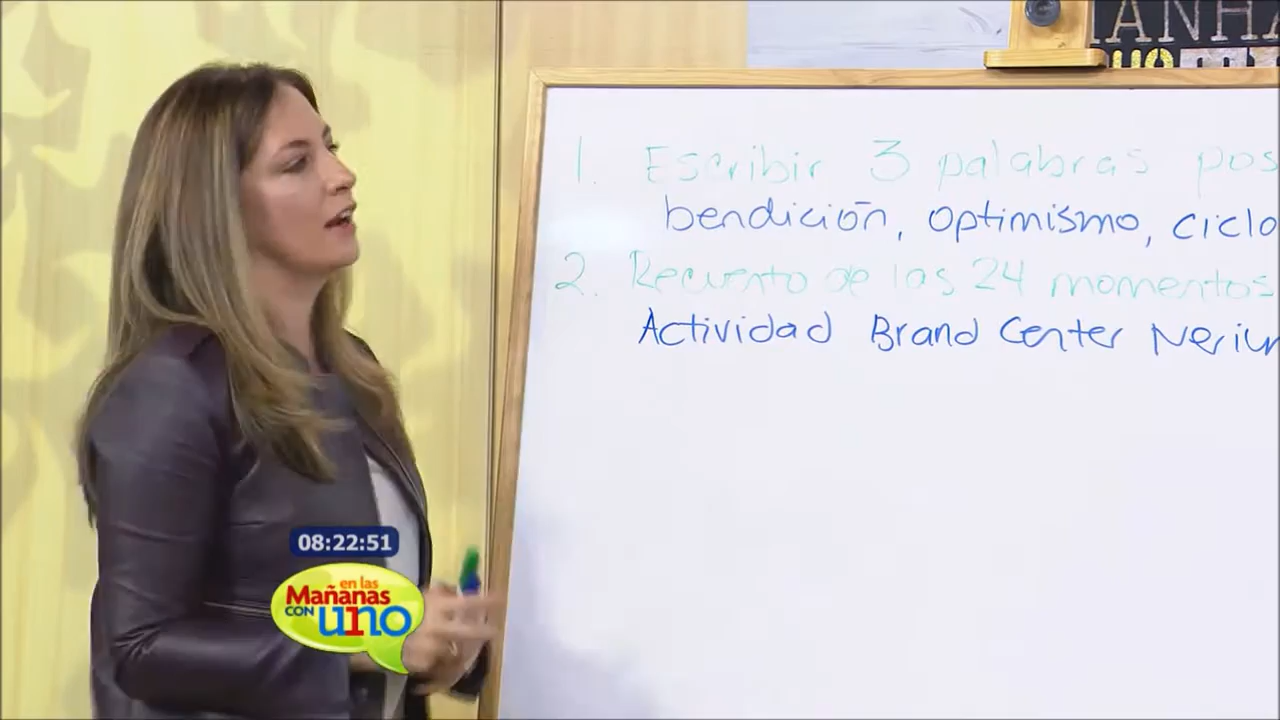 ANHA
1. Escribir 3 palabras pos
bendición, optimismo, ciclo
2. Recuento de las 24 momentos
Actividad Brand Center Neriu
08:22:51
en las
Mañanas
CON uno